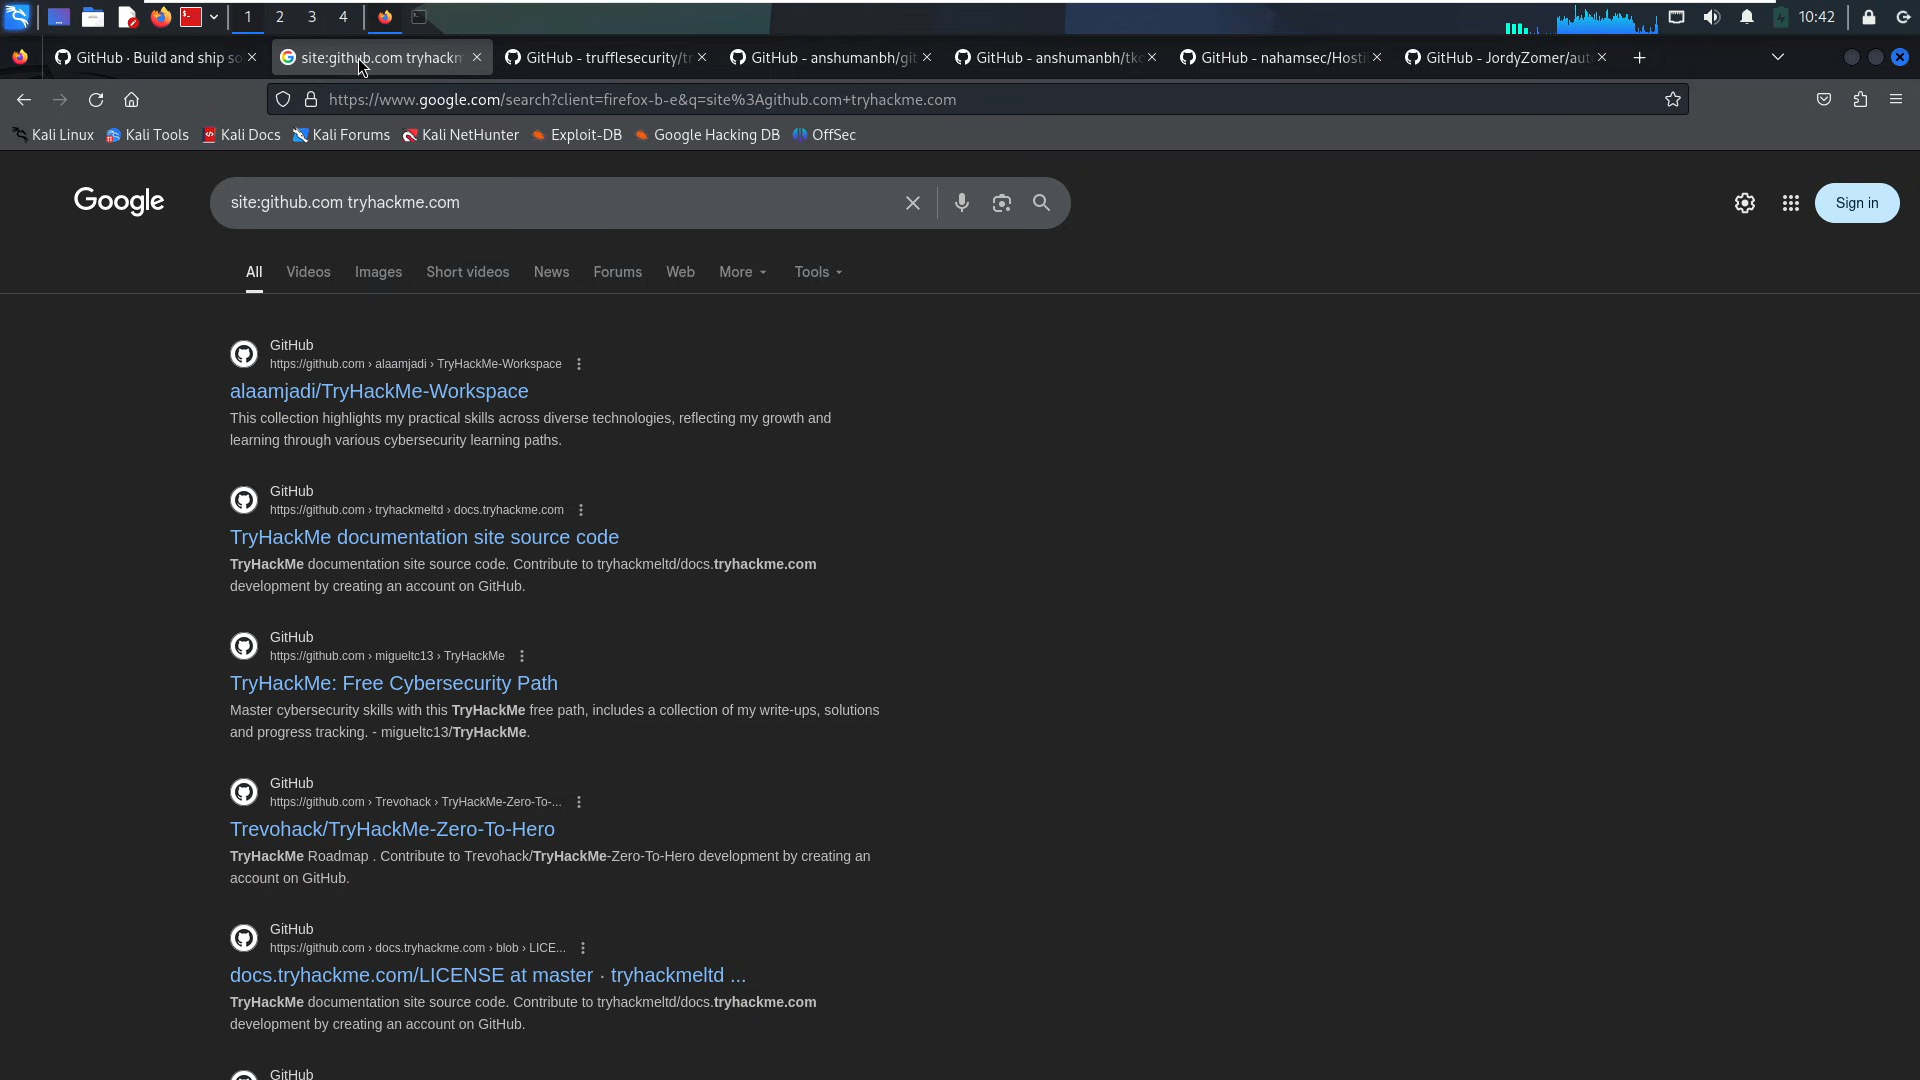 1 2 3 4 10:42
GitHub · Build and ship so
site:github.com tryhackm
GitHub - trufflesecurity/tr
GitHub - anshumanbh/git
GitHub - anshumanbh/tko
GitHub - nahamsec/Hosti
GitHub - JordyZomer/aut
https://www.google.com/search?client=firefox-b-e&q=site%3Agithub.com+tryhackme.com
Kali Linux Kali Tools Kali Docs Kali Forums Kali NetHunter Exploit-DB Google Hacking DB OffSec
Google
site:github.com tryhackme.com
Sign in
All Videos Images Short videos News Forums Web More Tools
GitHub
https://github.com › alaamjadi › TryHackMe-Workspace
alaamjadi/TryHackMe-Workspace
This collection highlights my practical skills across diverse technologies, reflecting my growth and
learning through various cybersecurity learning paths.
GitHub
https://github.com › tryhackmeltd › docs.tryhackme.com
TryHackMe documentation site source code
TryHackMe documentation site source code. Contribute to tryhackmeltd/docs.tryhackme.com
development by creating an account on GitHub.
GitHub
https://github.com › migueltc13 › TryHackMe
TryHackMe: Free Cybersecurity Path
Master cybersecurity skills with this TryHackMe free path, includes a collection of my write-ups, solutions
and progress tracking. - migueltc13/TryHackMe.
GitHub
https://github.com › Trevohack › TryHackMe-Zero-To-...
Trevohack/TryHackMe-Zero-To-Hero
TryHackMe Roadmap . Contribute to Trevohack/TryHackMe-Zero-To-Hero development by creating an
account on GitHub.
GitHub
https://github.com › docs.tryhackme.com › blob › LICE...
docs.tryhackme.com/LICENSE at master · tryhackmeltd ...
TryHackMe documentation site source code. Contribute to tryhackmeltd/docs.tryhackme.com
development by creating an account on GitHub.
GitHub